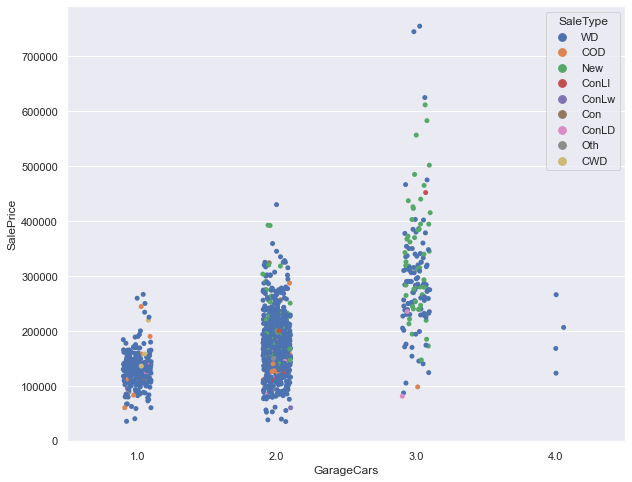 SaleType
WD
COD
New
ConLI
ConLw
Con
ConLD
Oth
CWD
SalePrice
700000
600000
500000
400000
300000
200000
100000
0
1.0 2.0 3.0 4.0
GarageCars